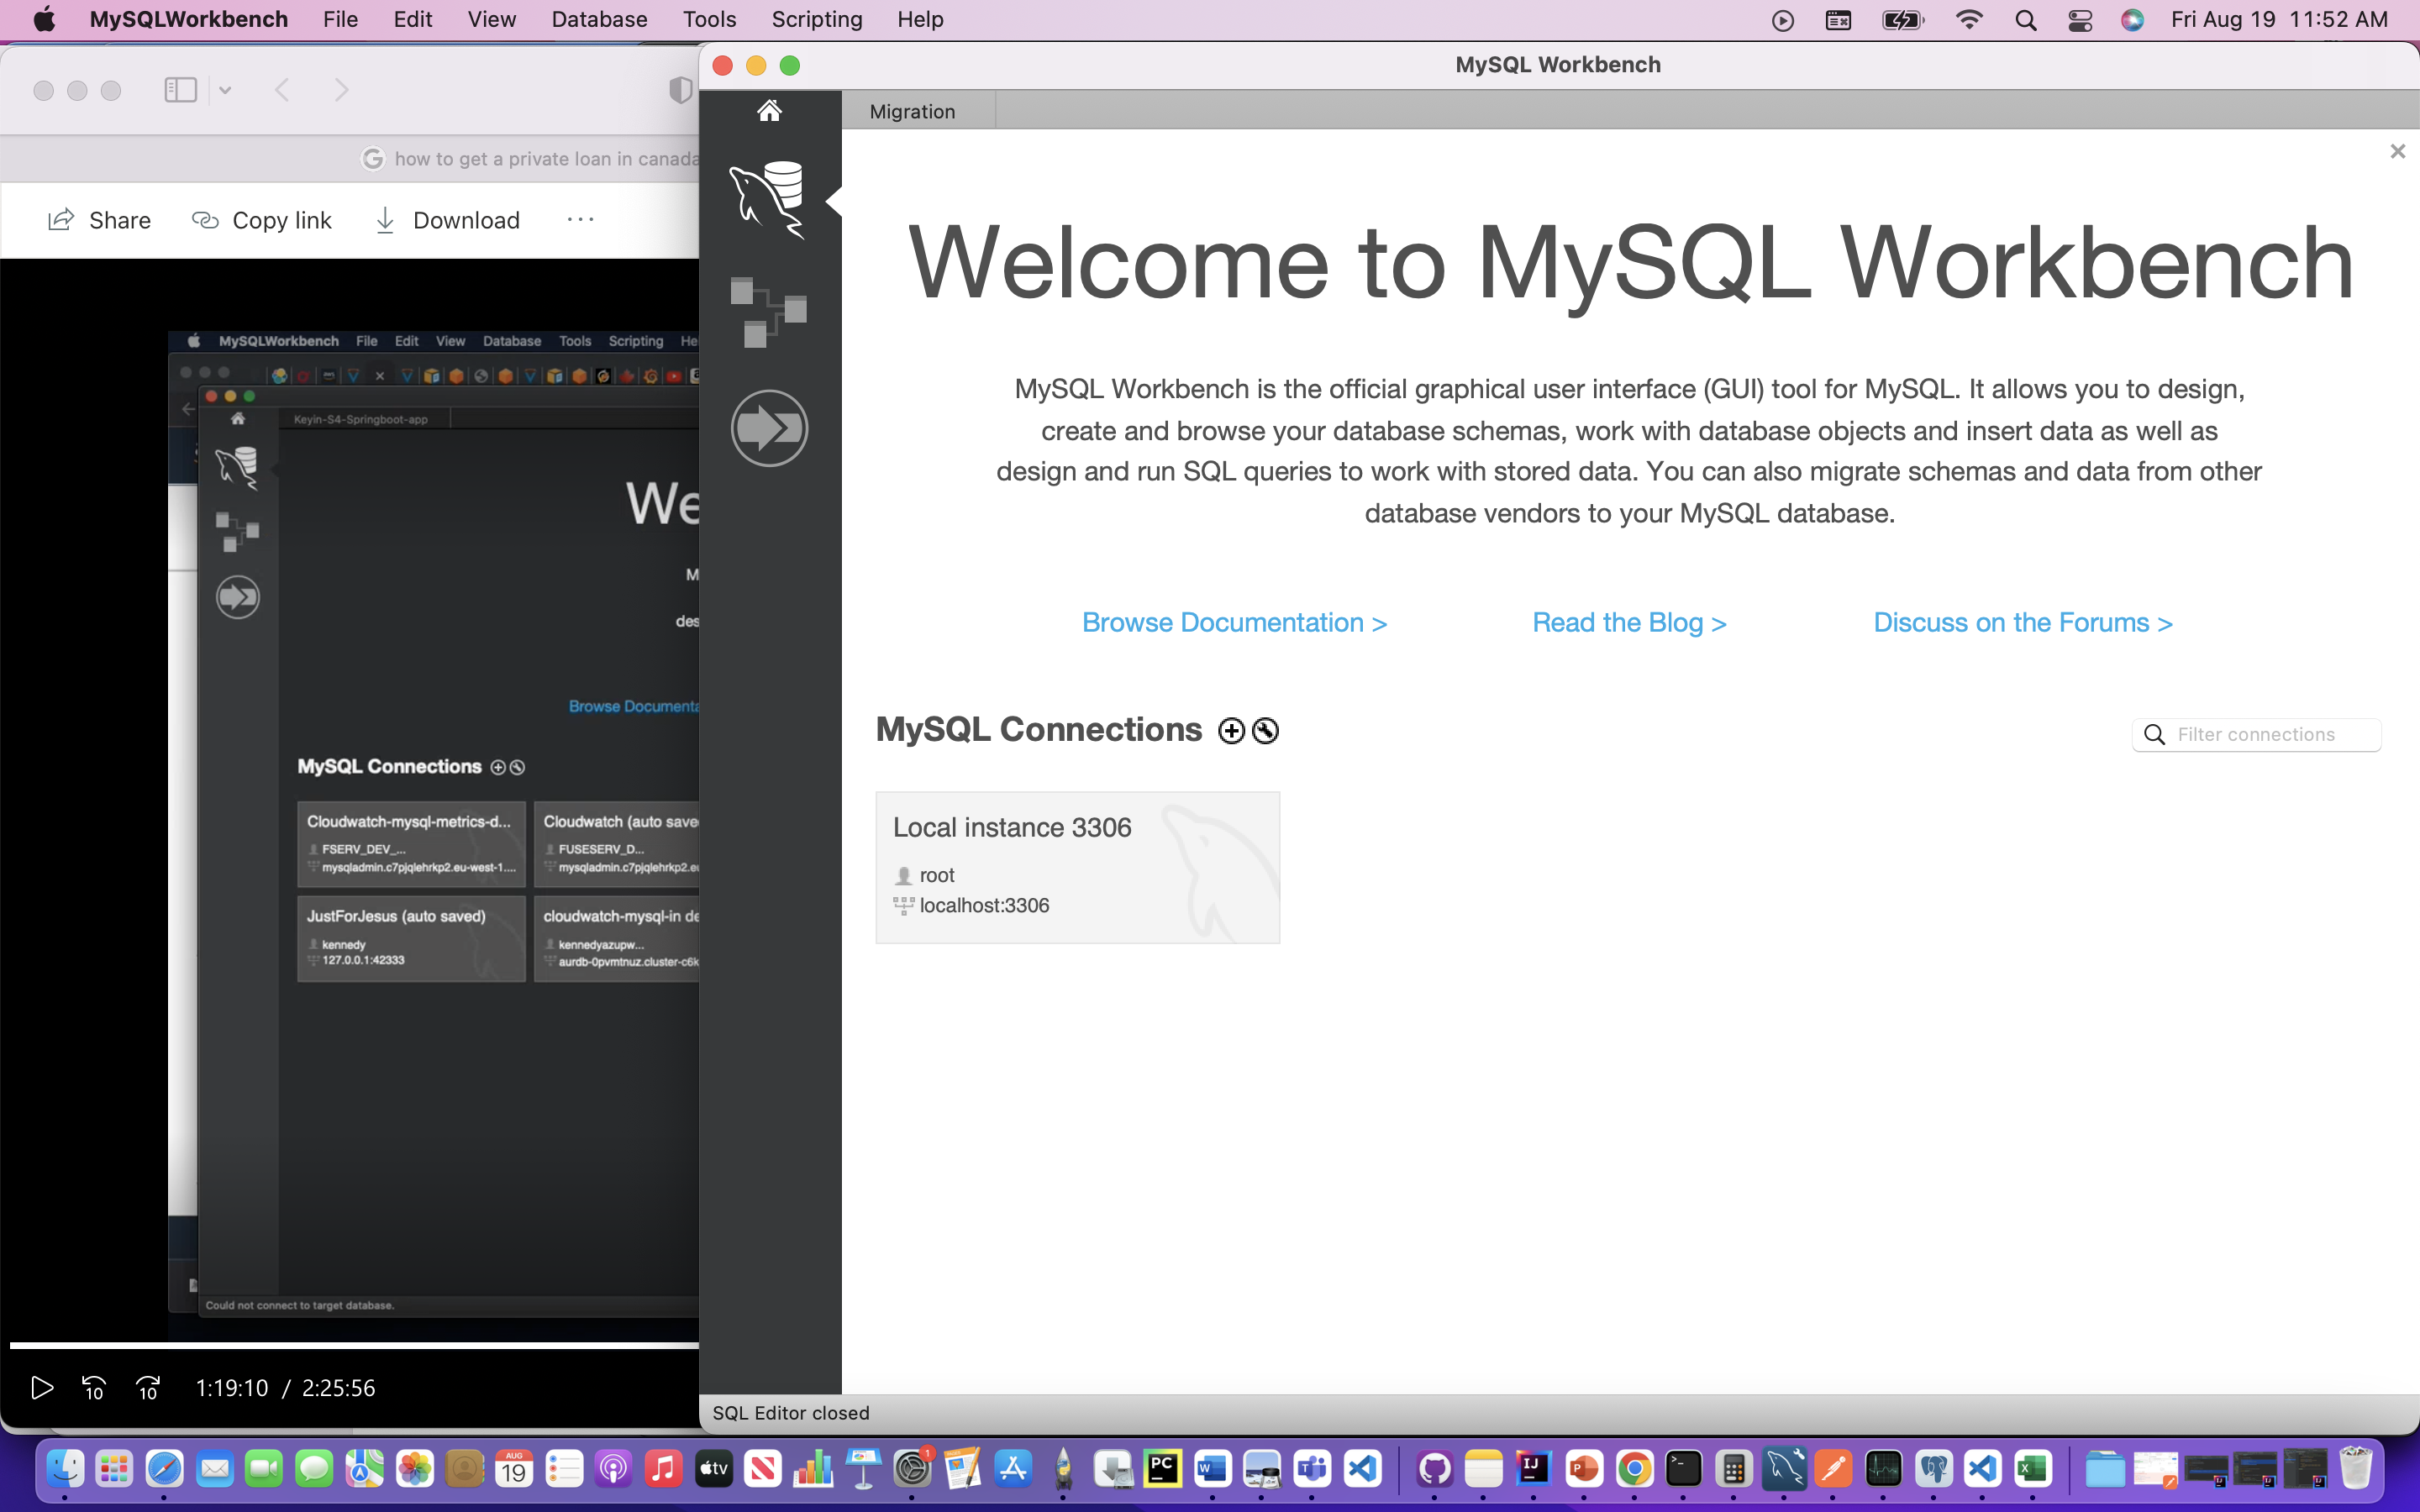 MySQLWorkbench File Edit View Database Tools Scripting Help Fri Aug 19 11:52 AM
how to get a private loan in canada
Share Copy link Download
MySQLWorkbench File Edit View Database Tools Scripting He
Keyin-S4-Springboot-app
We
M
des
Browse Documenta
MySQL Connections
Cloudwatch-mysql-metrics-d...
FSERV_DEV_...
mysqladmin.c7pjqlehrkp2.eu-west-1....
Cloudwatch (auto save
FUSESERV_D...
mysqladmin.c7pjqlehrkp2.eu
JustForJesus (auto saved)
kennedy
127.0.0.1:42333
cloudwatch-mysql-in de
kennedyazupw...
aurdb-0pvmtnuz.cluster-c6k
Could not connect to target database.
10 10 1:19:10 / 2:25:56
MySQL Workbench
Migration
Welcome to MySQL Workbench
MySQL Workbench is the official graphical user interface (GUI) tool for MySQL. It allows you to design,
create and browse your database schemas, work with database objects and insert data as well as
design and run SQL queries to work with stored data. You can also migrate schemas and data from other
database vendors to your MySQL database.
Browse Documentation > Read the Blog > Discuss on the Forums >
MySQL Connections
Filter connections
Local instance 3306
root
localhost:3306
SQL Editor closed
AUG
19
tv
1
PC
W
T
IJ
P
X